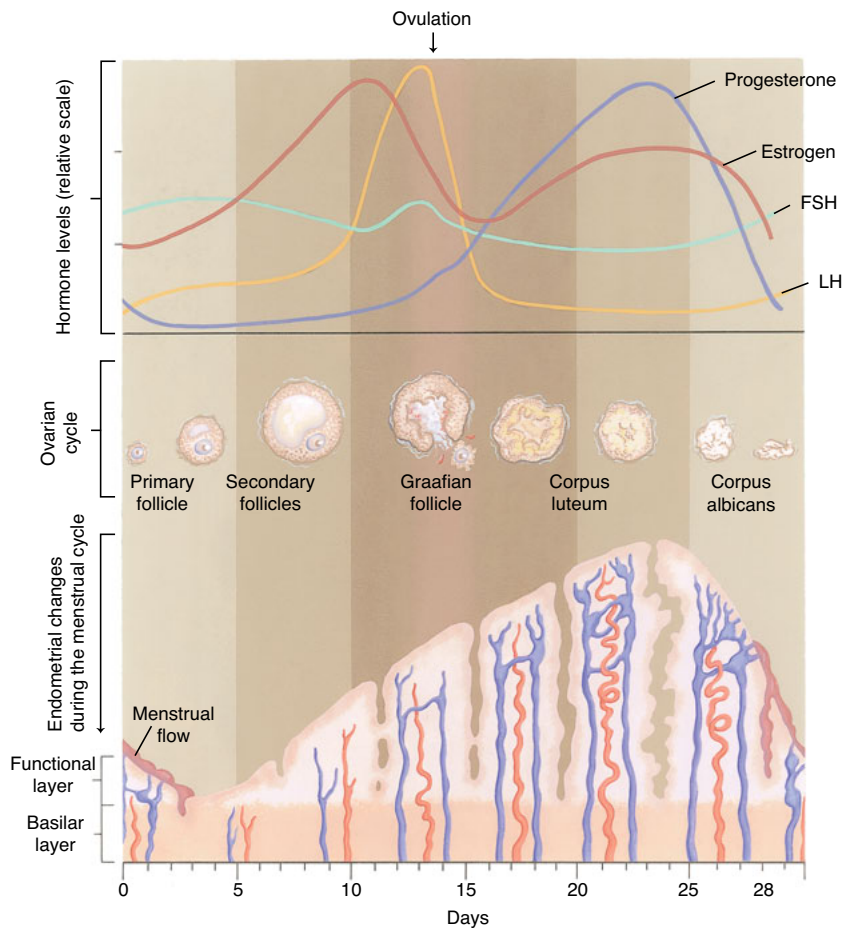 Ovulation
Hormone levels (relative scale)
Progesterone
Estrogen
FSH
LH
Ovarian
cycle
Primary
follicle
Secondary
follicles
Graafian
follicle
Corpus
luteum
Corpus
albicans
Endometrial changes
during the menstrual cycle
Menstrual
flow
Functional
layer
Basilar
layer
0 5 10 15 20 25 28
Days